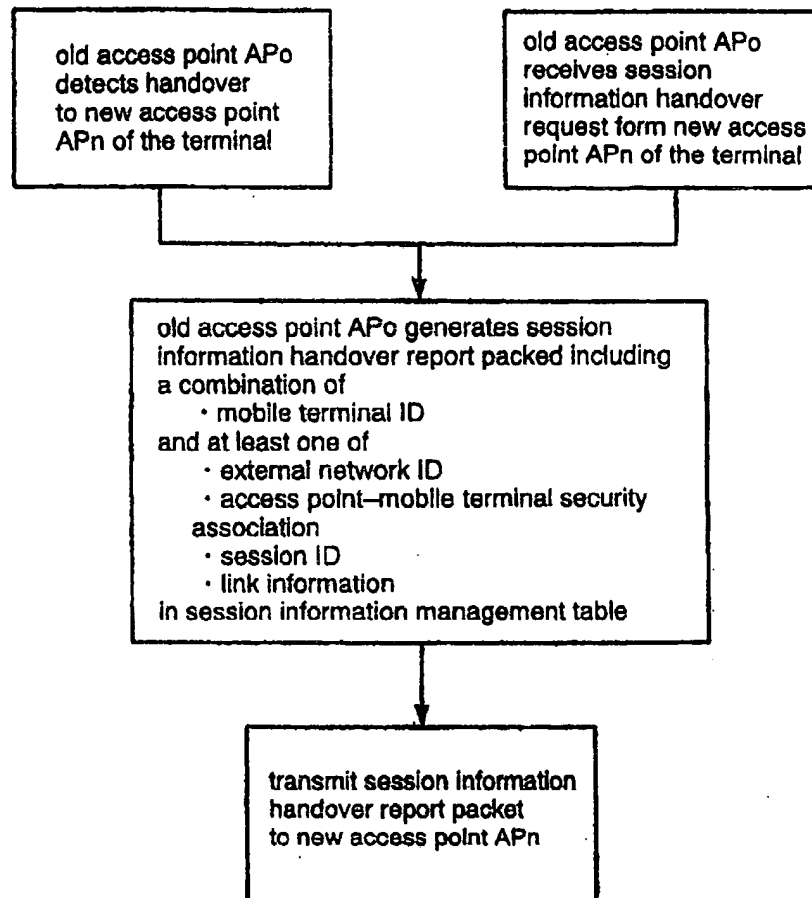 old access point APo
detects handover
to new access point
APn of the terminal
old access point APo
receives session
information handover
request form new access
point APn of the terminal
old access point APo generates session
information handover report packed including
a combination of
・mobile terminal ID
and at least one of
・external network ID
・access point–mobile terminal security
association
・session ID
・link information
in session information management table
transmit session information
handover report packet
to new access point APn